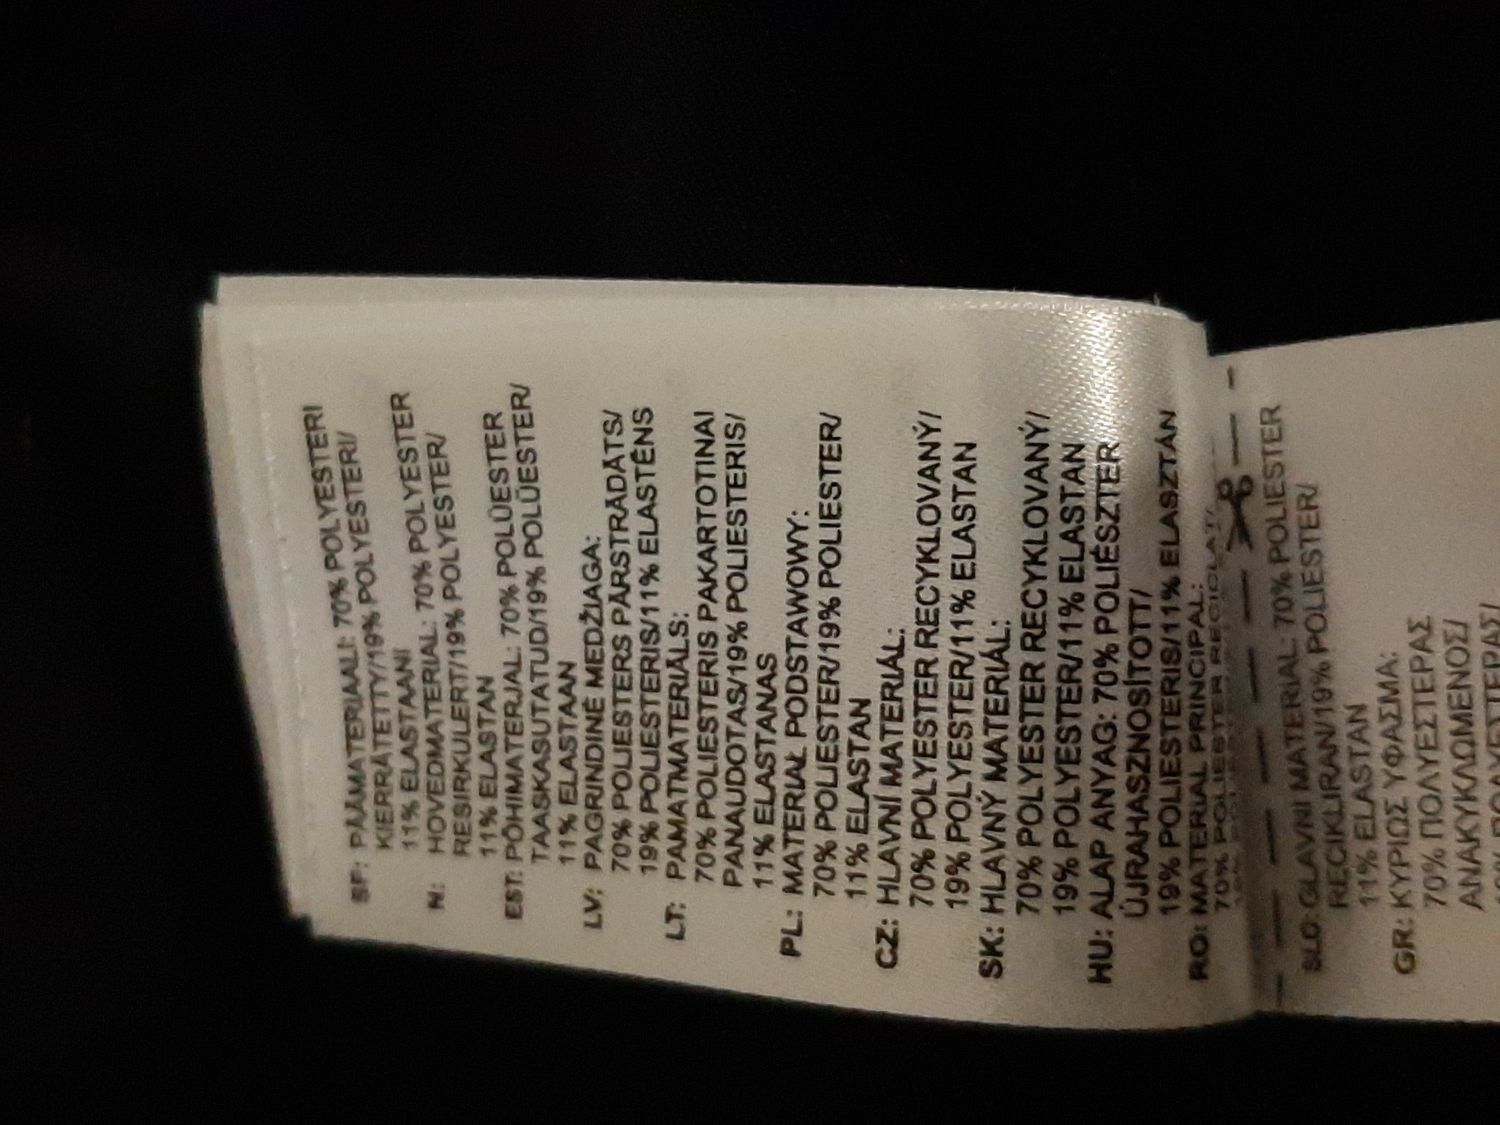 SF: PÄÄMATERIAALI: 70% POLYESTERI
KIERRÄTETTY/19% POLYESTERI/
11% ELASTAANI
N: HOVEDMATERIAL: 70% POLYESTER
RESIRKULERT/19% POLYESTER/
11% ELASTAN
EST: PÕHIMATERJAL: 70% POLÜESTER
TAASKASUTATUD/19% POLÜESTER/
11% ELASTAAN
LV: PAGRINDINĖ MEDŽIAGA:
70% POLIESTERS PĀRSTRĀDĀTS/
19% POLIESTERIS/11% ELASTĒNS
LT: PAMATMATERIĀLS:
70% POLIESTERIS PAKARTOTINAI
PANAUDOTAS/19% POLIESTERIS/
11% ELASTANAS
PL: MATERIAŁ PODSTAWOWY:
70% POLIESTER/19% POLIESTER/
11% ELASTAN
CZ: HLAVNÍ MATERIÁL:
70% POLYESTER RECYKLOVANÝ/
19% POLYESTER/11% ELASTAN
SK: HLAVNÝ MATERIÁL:
70% POLYESTER RECYKLOVANÝ/
19% POLYESTER/11% ELASTAN
HU: ALAP ANYAG: 70% POLIÉSZTER
ÚJRAHASZNOSÍTOTT/
19% POLIESTERIS/11% ELASZTÁN
RO: MATERIAL PRINCIPAL:
70% POLIESTER RECICLAT/
SLO: GLAVNI MATERIAL: 70% POLIESTER
RECIKLIRAN/19% POLIESTER/
11% ELASTAN
GR: ΚΥΡΙΩΣ ΥΦΑΣΜΑ:
70% ΠΟΛΥΕΣΤΕΡΑΣ
ΑΝΑΚΥΚΛΩΜΕΝΟΣ/